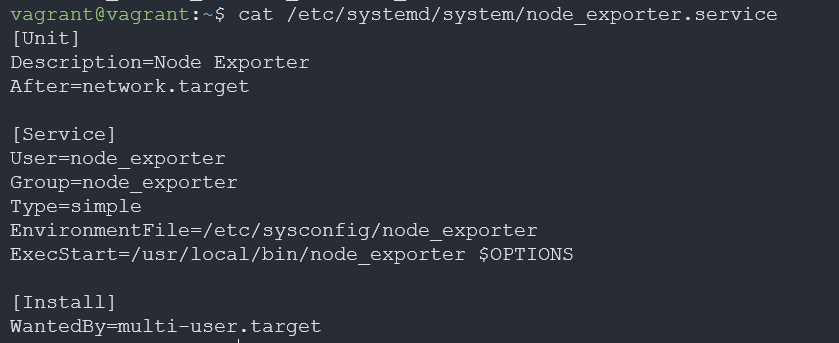 vagrant@vagrant:~$ cat /etc/systemd/system/node_exporter.service
[Unit]
Description=Node Exporter
After=network.target

[Service]
User=node_exporter
Group=node_exporter
Type=simple
EnvironmentFile=/etc/sysconfig/node_exporter
ExecStart=/usr/local/bin/node_exporter $OPTIONS

[Install]
WantedBy=multi-user.target